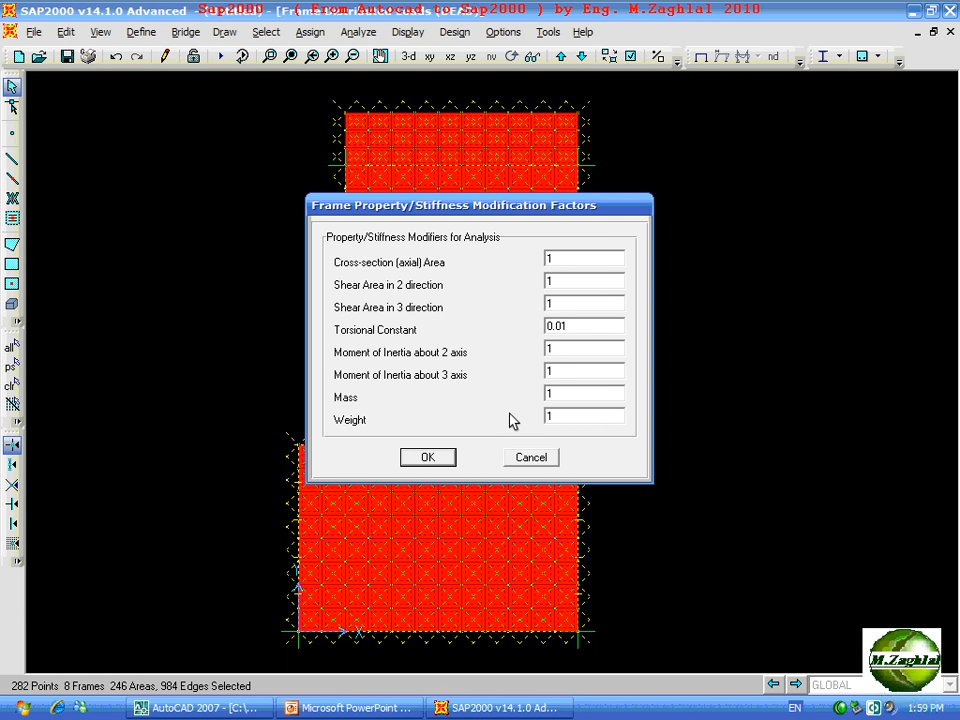 SAP2000 v14.1.0 Advanced
Sap2000 ( From Autocad to Sap2000 ) by Eng. M.Zaghlal 2010
File Edit View Define Bridge Draw Select Assign Analyze Display Design Options Tools Help
3-d xy xz yz nv nd
all
ps
clr
Frame Property/Stiffness Modification Factors
Property/Stiffness Modifiers for Analysis
Cross-section (axial) Area 1
Shear Area in 2 direction 1
Shear Area in 3 direction 1
Torsional Constant 0.01
Moment of Inertia about 2 axis 1
Moment of Inertia about 3 axis 1
Mass 1
Weight 1
OK Cancel
Y
X
M.Zaghlal
282 Points 8 Frames 246 Areas, 984 Edges Selected
GLOBAL
AutoCAD 2007 - [C:\... Microsoft PowerPoint ... SAP2000 v14.1.0 Ad... EN 1:59 PM